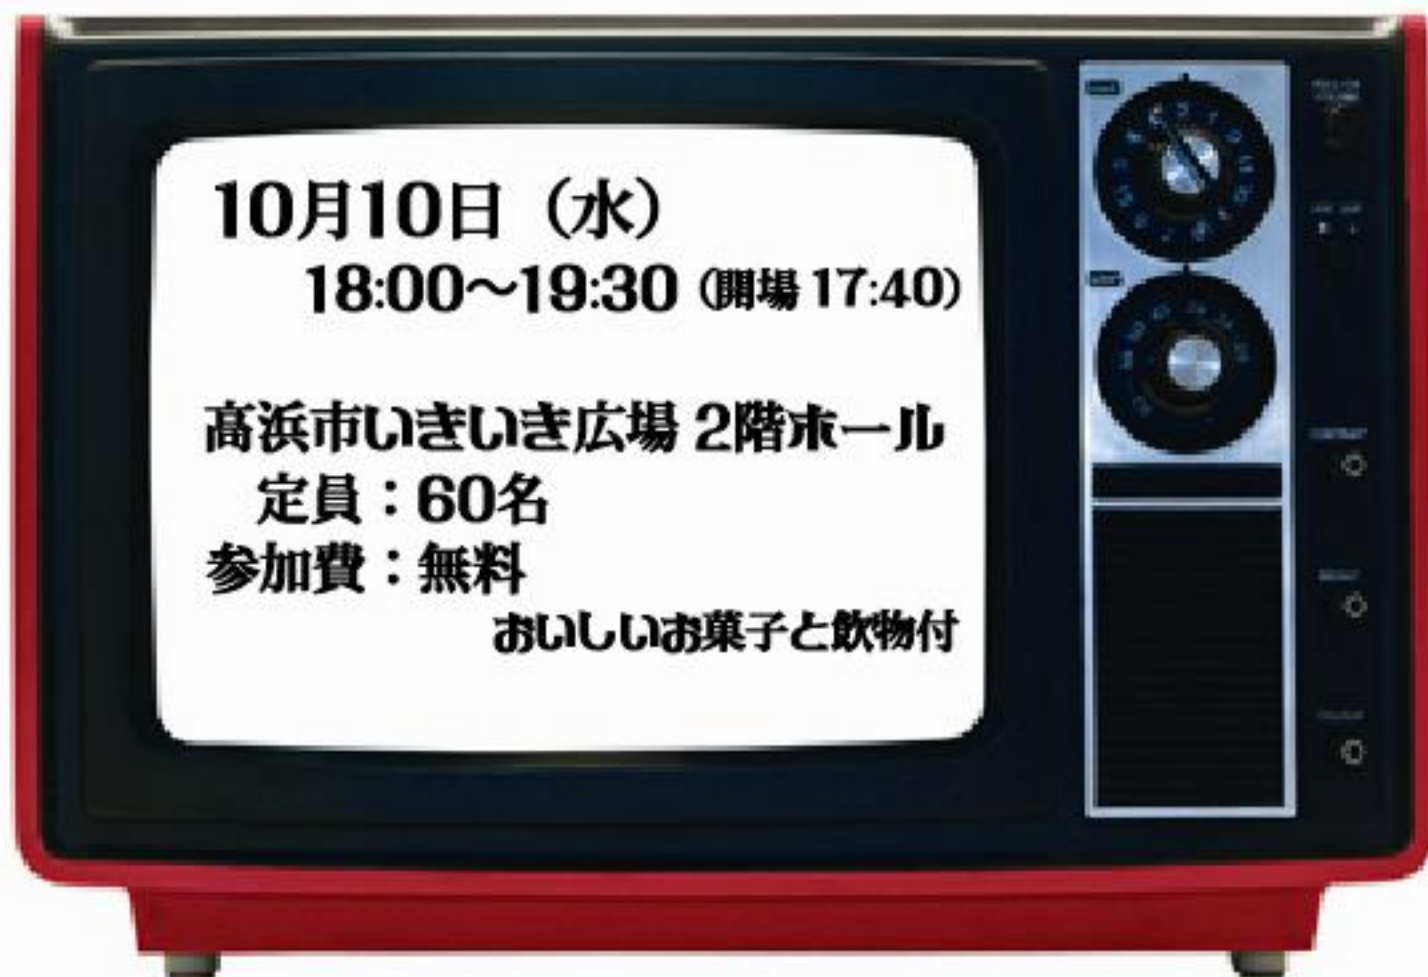 10月10日（水）
18:00〜19:30（開場 17:40）
高浜市いきいき広場 2階ホール
定員：60名
参加費：無料
おいしいお菓子と飲物付